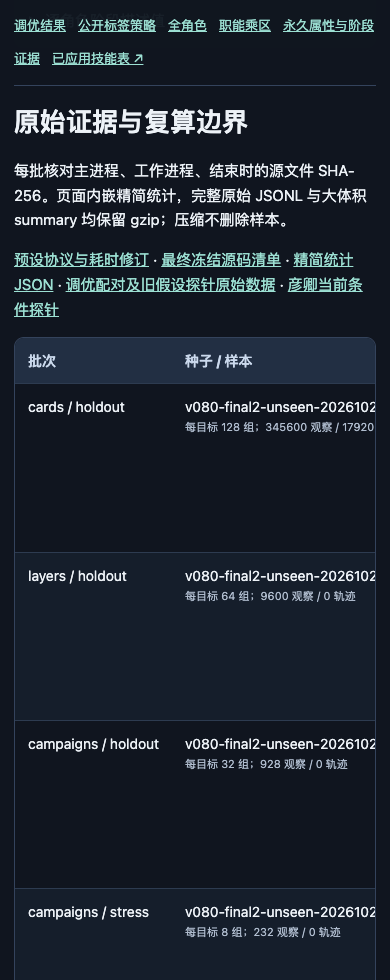 调优结果 公开标签策略 全角色 职能乘区 永久属性与阶段
证据 已应用技能表 ↗
原始证据与复算边界
每批核对主进程、工作进程、结束时的源文件 SHA-
256。页面内嵌精简统计，完整原始 JSONL 与大体积
summary 均保留 gzip；压缩不删除样本。
预设协议与耗时修订 · 最终冻结源码清单 · 精简统计
JSON · 调优配对及旧假设探针原始数据 · 彦卿当前条
件探针
批次 种子 / 样本
cards / holdout v080-final2-unseen-2026102
每目标 128 组；345600 观察 / 17920
layers / holdout v080-final2-unseen-2026102
每目标 64 组；9600 观察 / 0 轨迹
campaigns / holdout v080-final2-unseen-2026102
每目标 32 组；928 观察 / 0 轨迹
campaigns / stress v080-final2-unseen-2026102
每目标 8 组；232 观察 / 0 轨迹